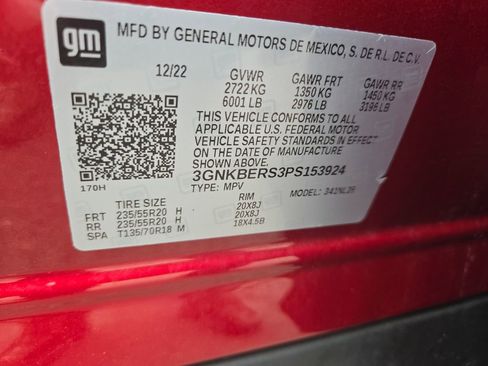 gm
MFD BY GENERAL MOTORS DE MEXICO, S. DE R.L. DE C.V.
12/22 GVWR GAWR FRT GAWR RR
2722 KG 1350 KG 1450 KG
6001 LB 2976 LB 3196 LB
THIS VEHICLE CONFORMS TO ALL
APPLICABLE U.S. FEDERAL MOTOR
VEHICLE SAFETY STANDARDS IN EFFECT
ON THE DATE OF MANUFACTURE
SHOWN ABOVE.
170H 3GNKBERS3PS153924
TYPE: MPV
TIRE SIZE RIM
FRT 235/55R20 H 20X8J
RR 235/55R20 H 20X8J
SPA T135/70R18 M 18X4.5B